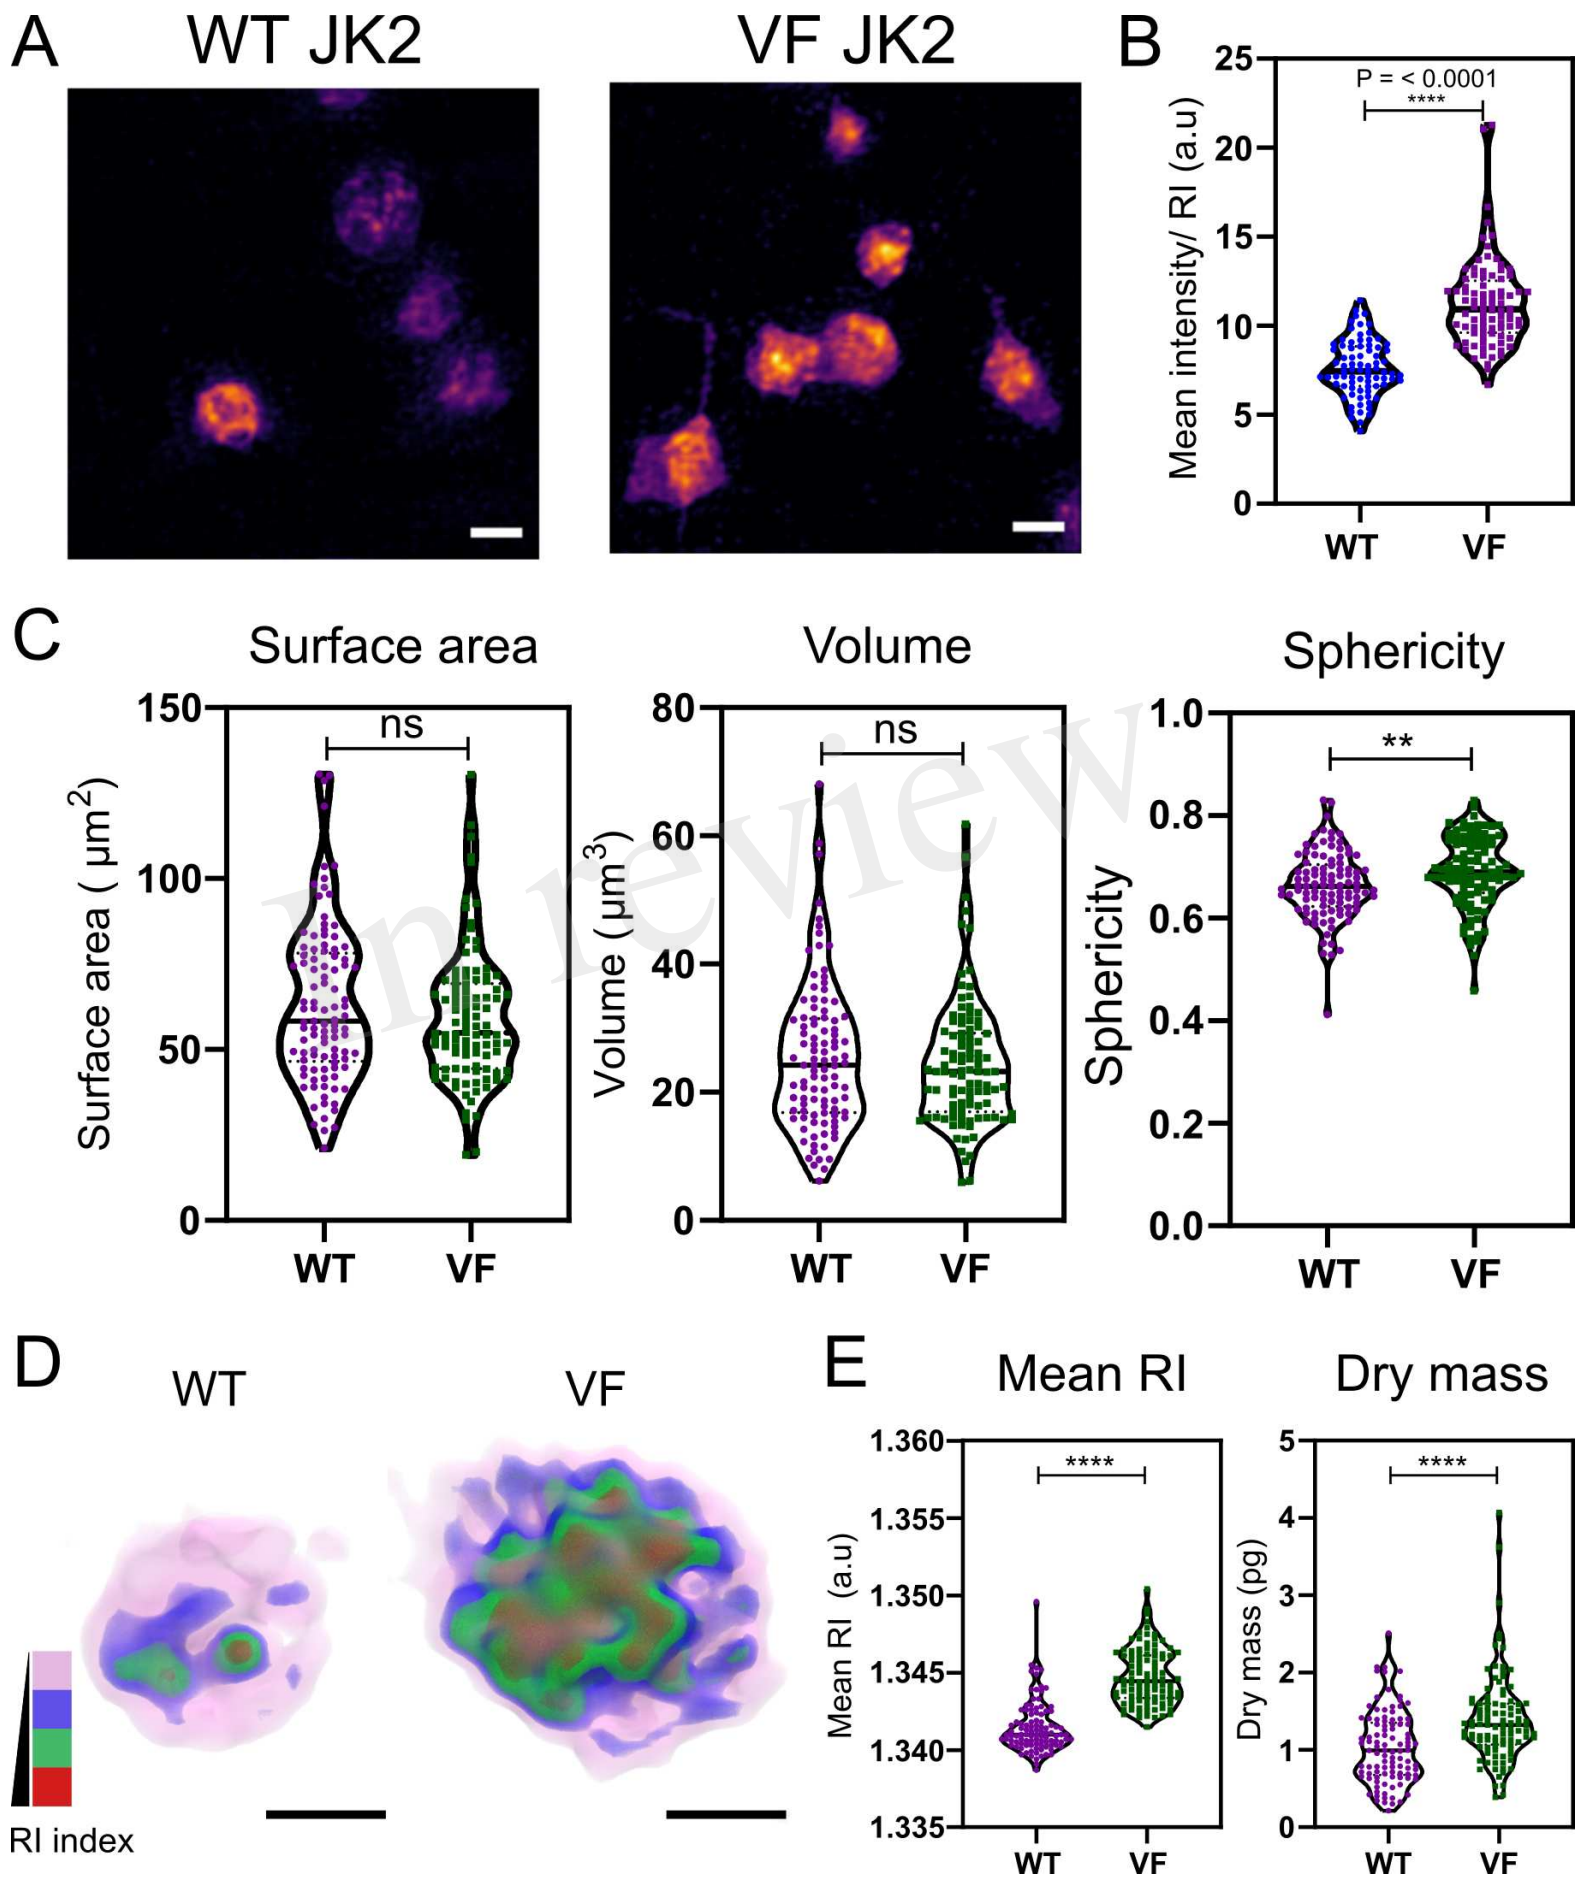 A
WT JK2
VF JK2
B
Mean intensity/ RI (a.u)
25
20
15
10
5
0
P = < 0.0001
****
WT
VF
C
Surface area
Surface area ( µm2)
150
100
50
0
ns
WT
VF
Volume
Volume ( µm3)
80
60
40
20
0
ns
WT
VF
Sphericity
Sphericity
1.0
0.8
0.6
0.4
0.2
0.0
**
WT
VF
In review
D
WT
VF
RI index
E
Mean RI
Mean RI (a.u)
1.360
1.355
1.350
1.345
1.340
1.335
****
WT
VF
Dry mass
Dry mass (pg)
5
4
3
2
1
0
****
WT
VF